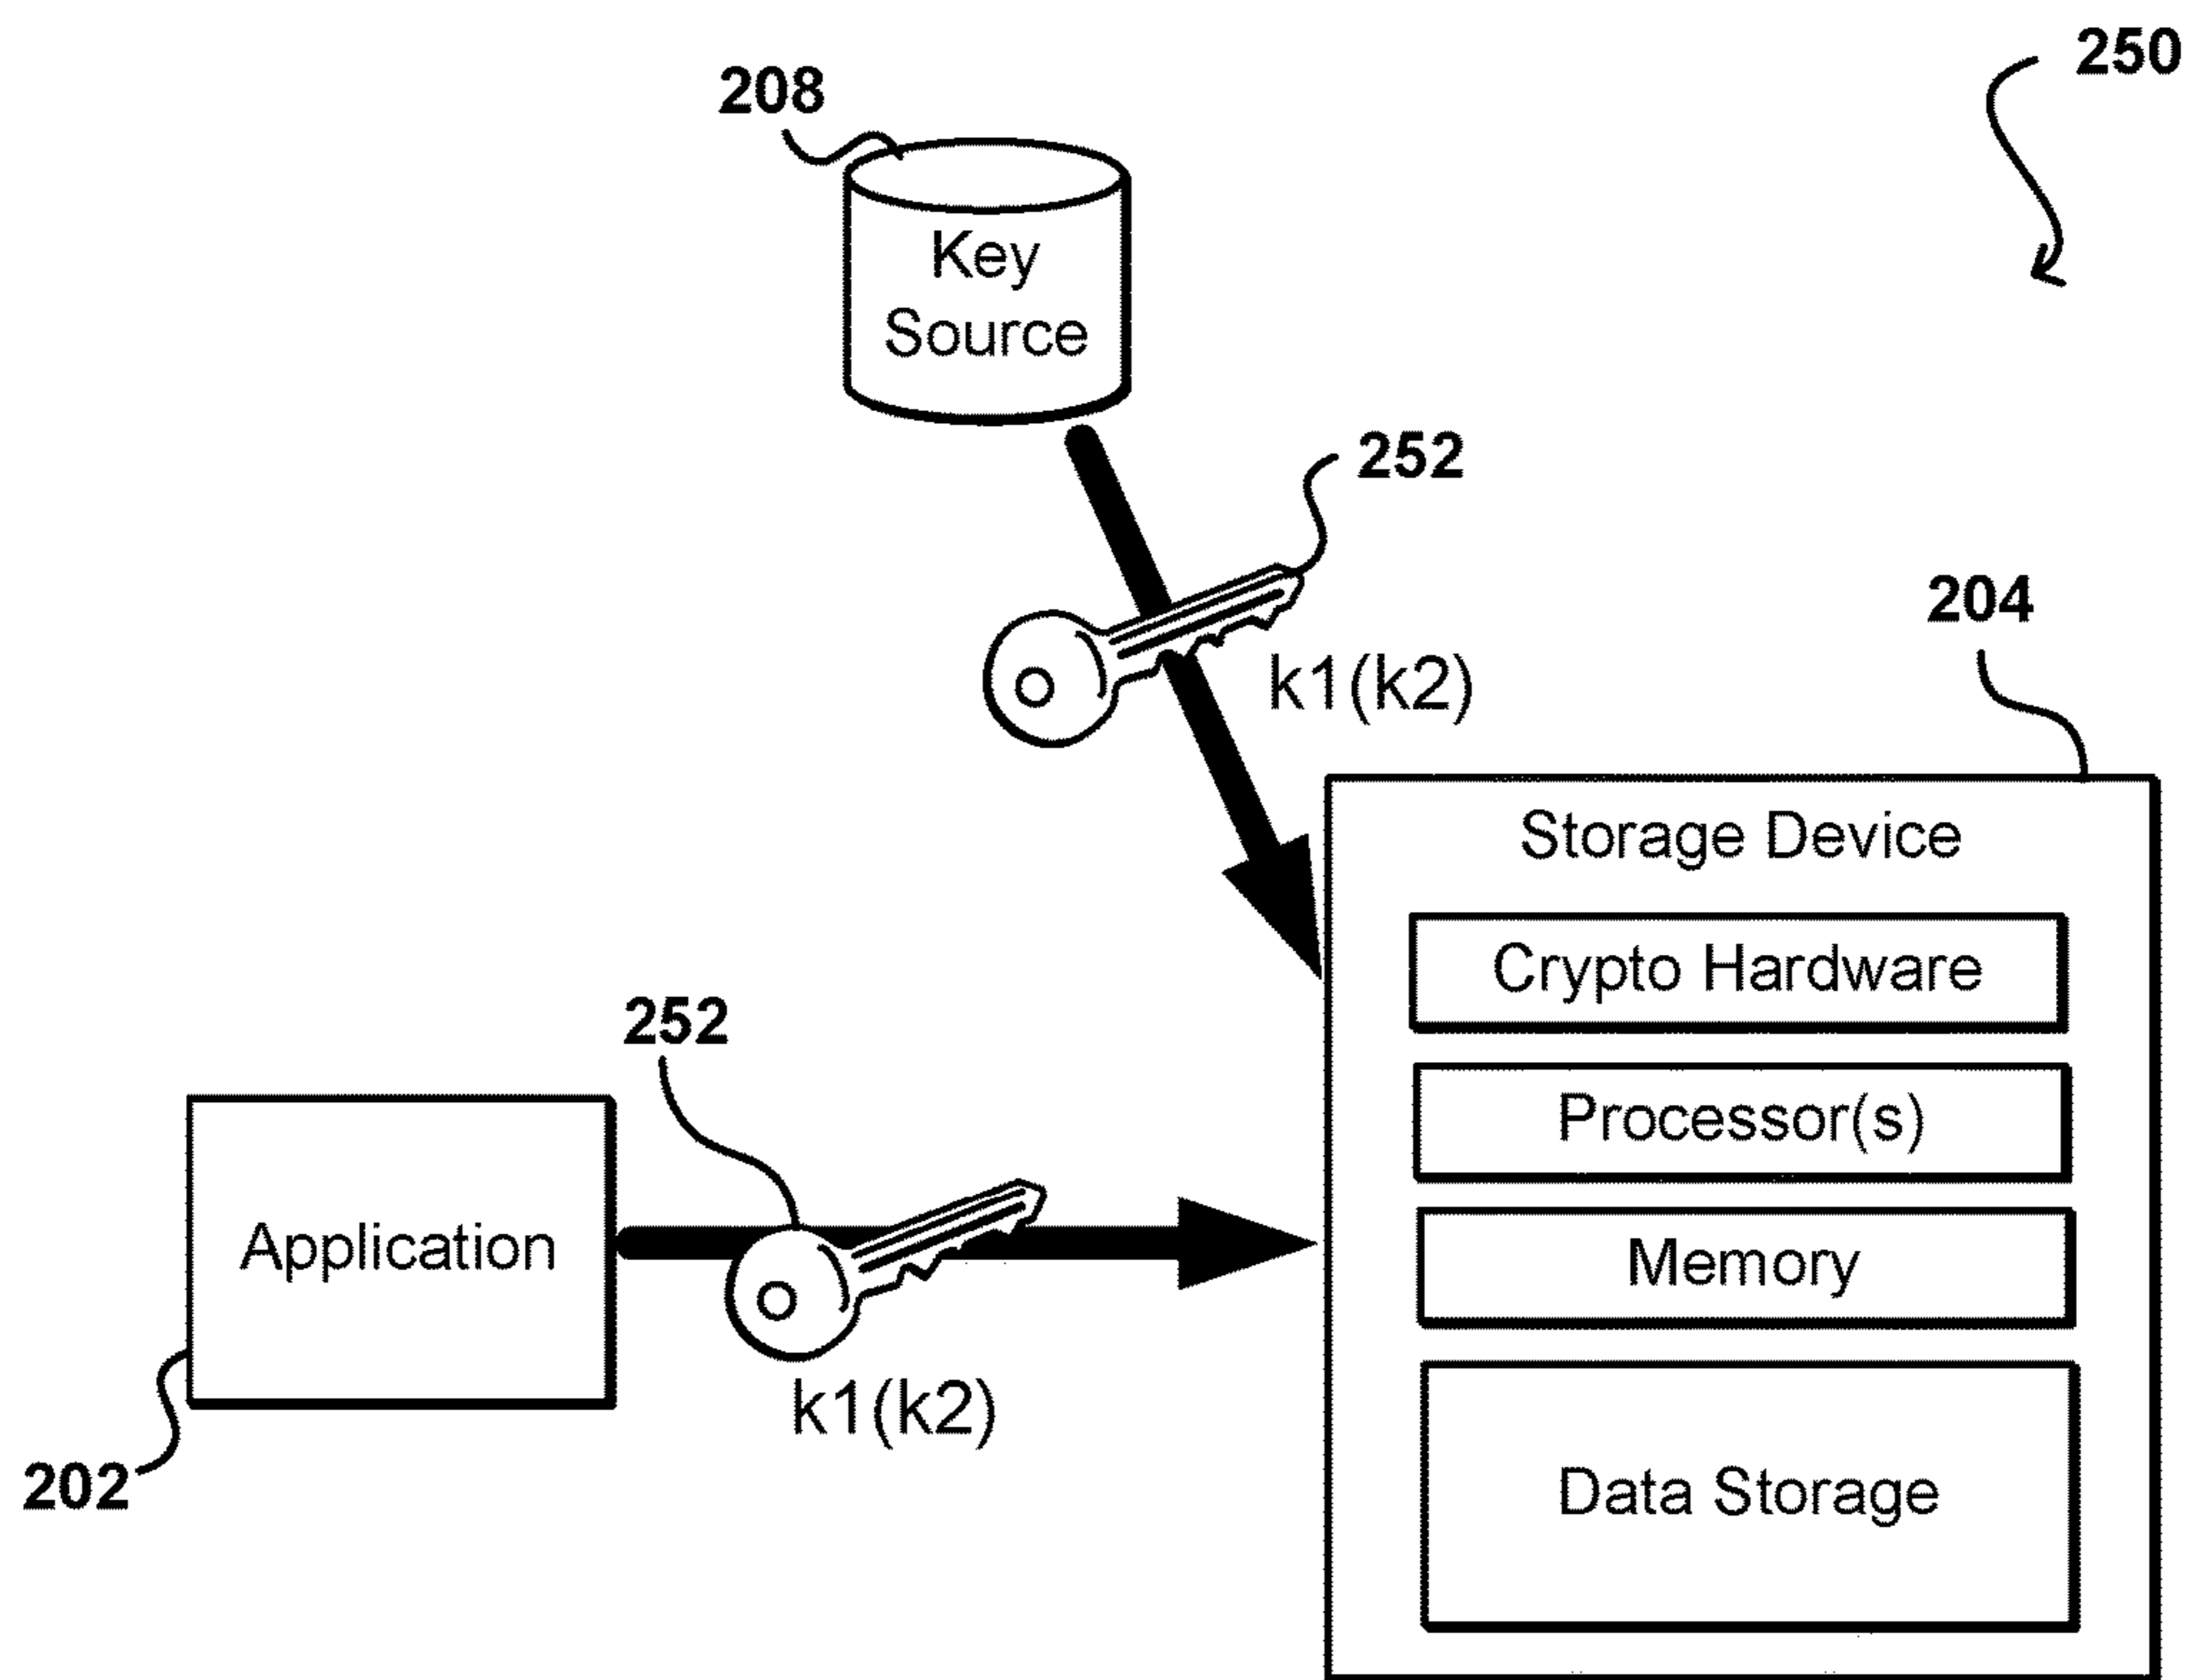 250
208
Key
Source
252
k1(k2)
204
Storage Device
Crypto Hardware
Processor(s)
Memory
Data Storage
252
Application
k1(k2)
202